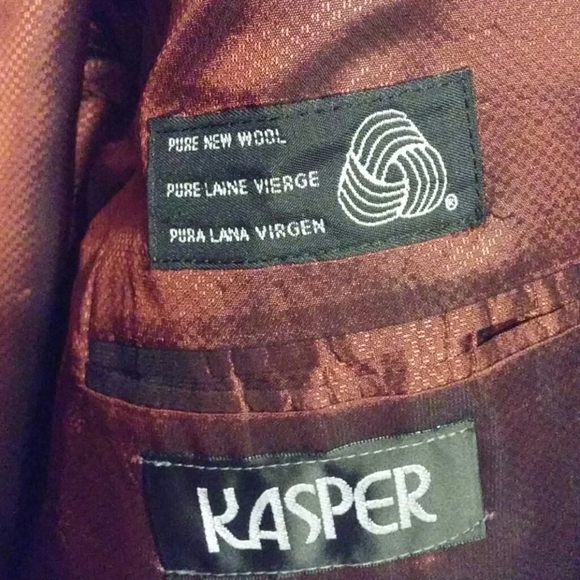 PURE NEW WOOL
PURE LAINE VIERGE
PURA LANA VIRGEN
®
KASPER